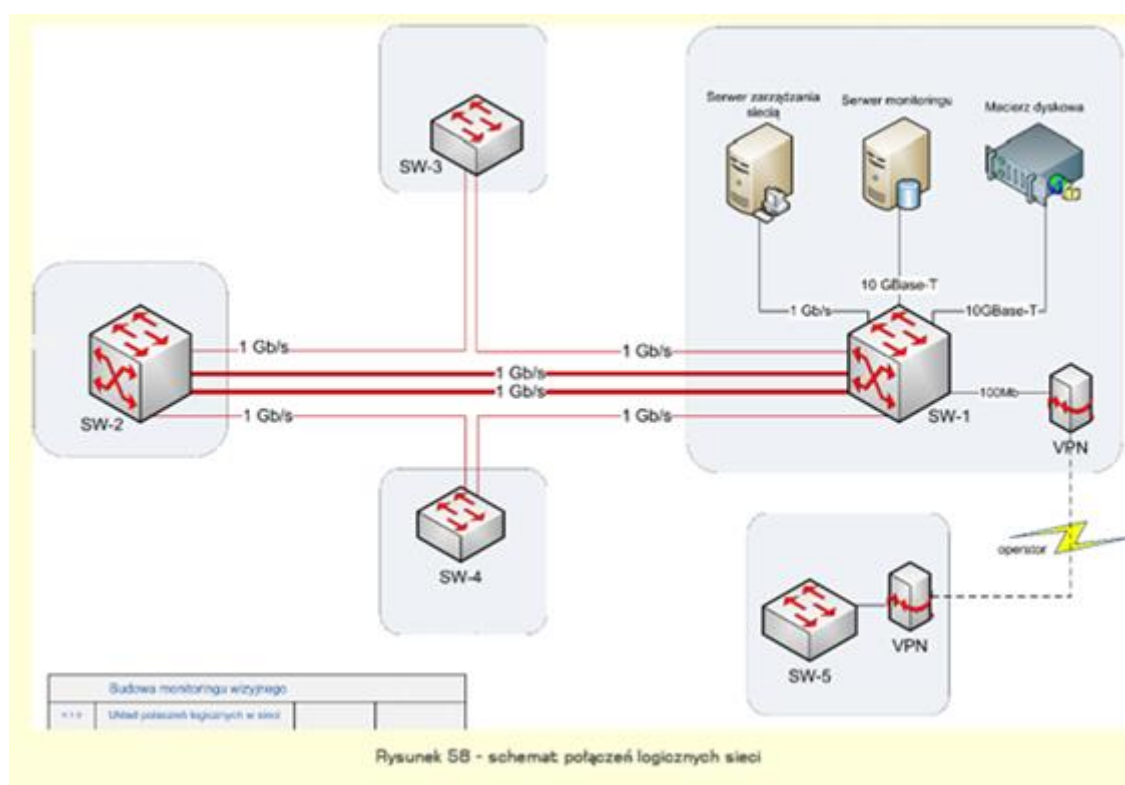 Serwer zarządzania
siecią
Serwer monitoringu
Macierz dyskowa
SW-3
10 GBase-T
1 Gb/s
10GBase-T
1 Gb/s
1 Gb/s
1 Gb/s
1 Gb/s
1 Gb/s
1 Gb/s
SW-2
SW-1
100Mb
VPN
SW-4
operator
SW-5
VPN
Budowa monitoringu wizyjnego
Układ połączeń logicznych w sieci
Rysunek 58 - schemat połączeń logicznych sieci